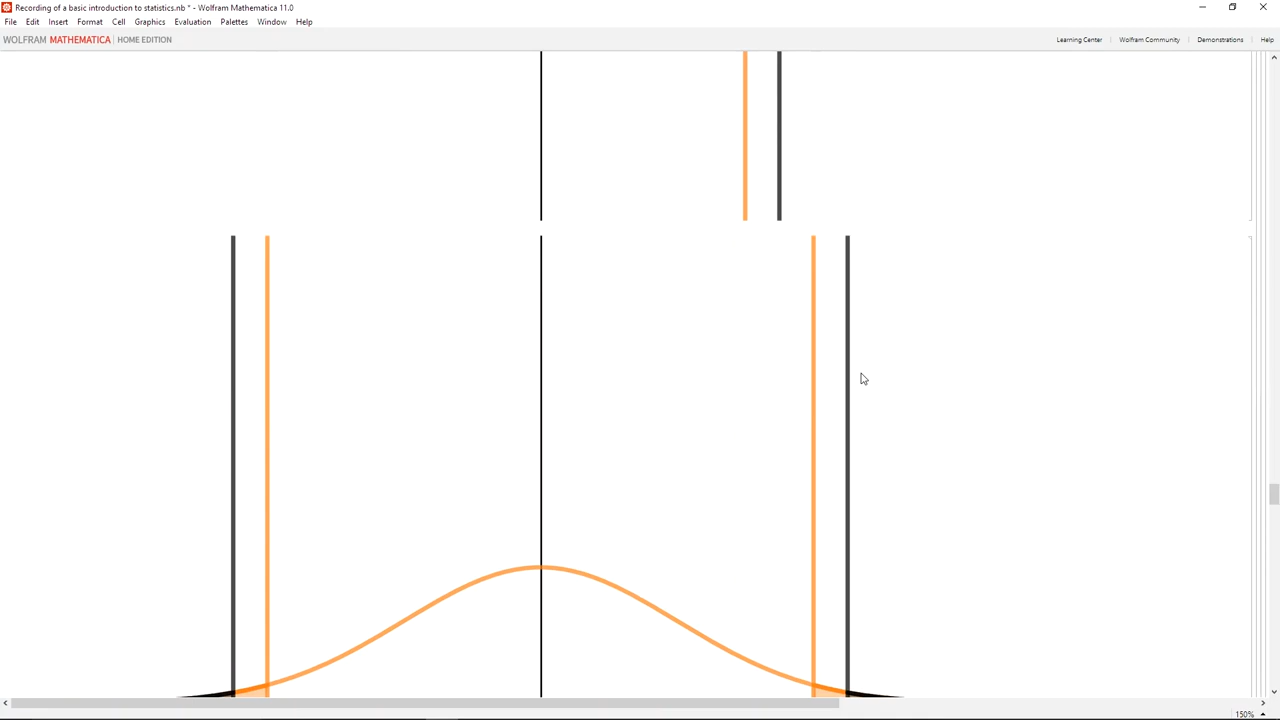 Recording of a basic introduction to statistics.nb * - Wolfram Mathematica 11.0
File Edit Insert Format Cell Graphics Evaluation Palettes Window Help
WOLFRAM MATHEMATICA HOME EDITION Learning Center Wolfram Community Demonstrations Help
150%